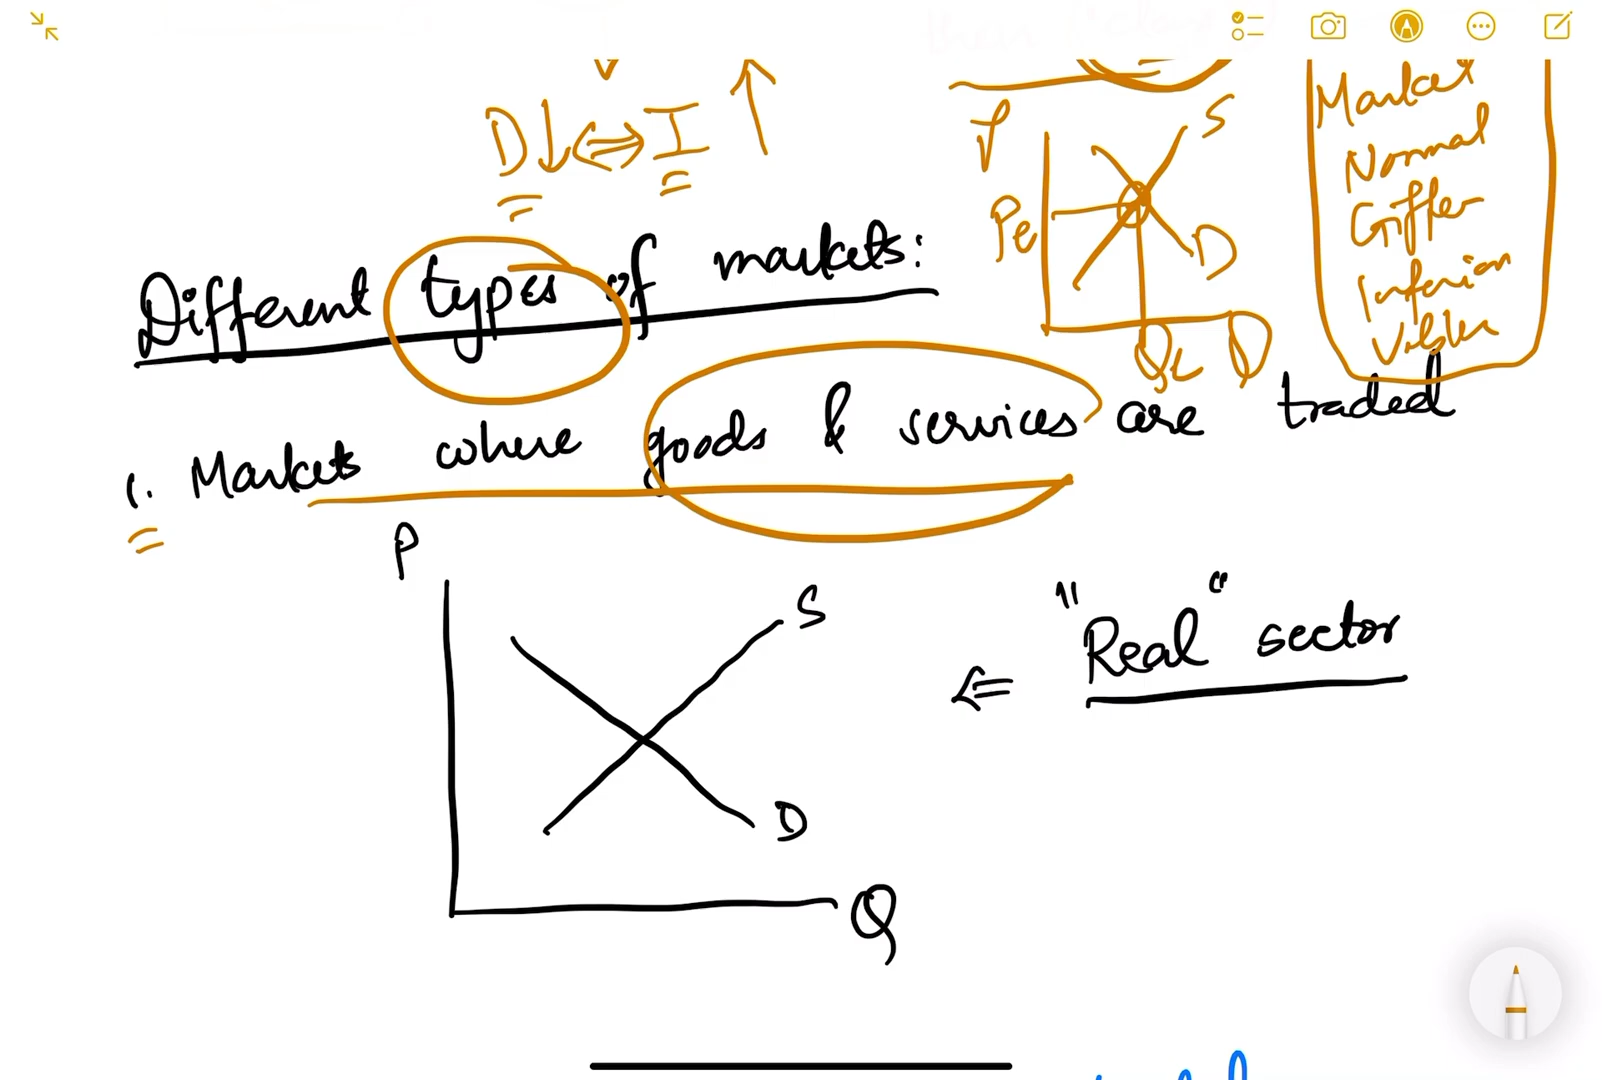 D↓ ⇔ I ↑
Different types of markets:
P
S
Pe
D
Qe Q
Market
Normal
Giffen
Inferior
Veblen
1. Markets where goods & services are traded
P
S
D
Q
⇐ "Real" sector